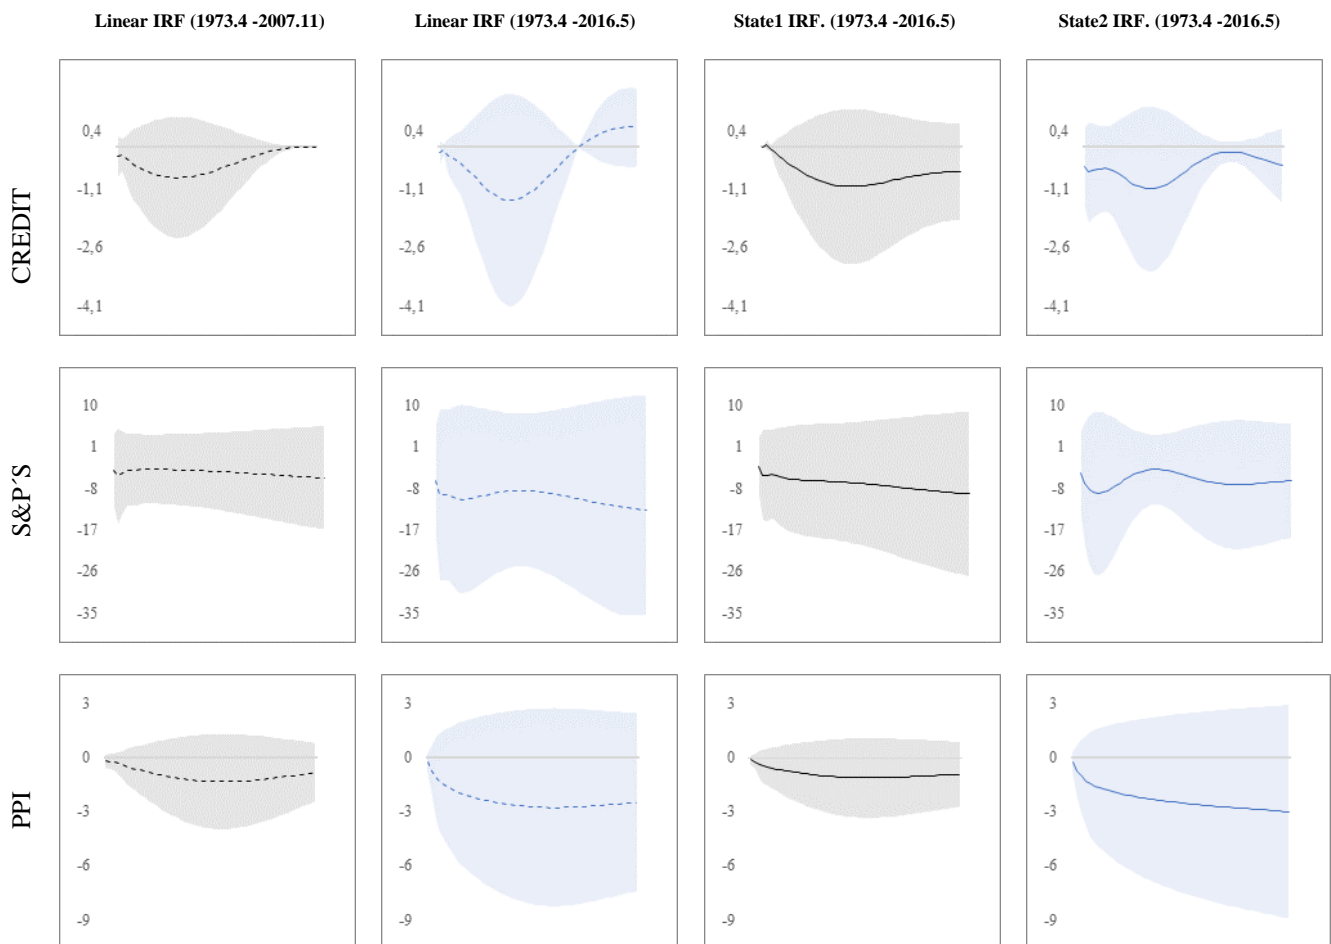 Linear IRF (1973.4 -2007.11) Linear IRF (1973.4 -2016.5) State1 IRF. (1973.4 -2016.5) State2 IRF. (1973.4 -2016.5)
CREDIT
0,4 0,4 0,4 0,4
-1,1 -1,1 -1,1 -1,1
-2,6 -2,6 -2,6 -2,6
-4,1 -4,1 -4,1 -4,1
S&P´S
10 10 10 10
1 1 1 1
-8 -8 -8 -8
-17 -17 -17 -17
-26 -26 -26 -26
-35 -35 -35 -35
PPI
3 3 3 3
0 0 0 0
-3 -3 -3 -3
-6 -6 -6 -6
-9 -9 -9 -9